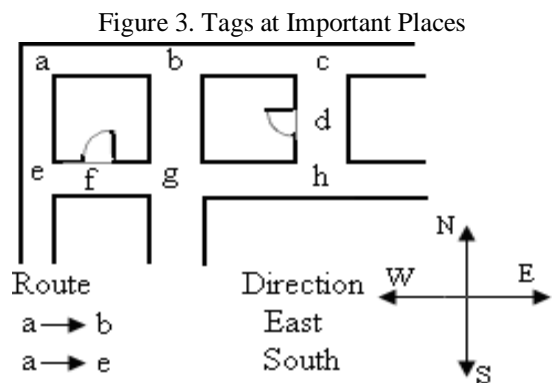 Figure 3. Tags at Important Places
a b c
d
e f g h
N
Route Direction W E
a → b East
a → e South
S